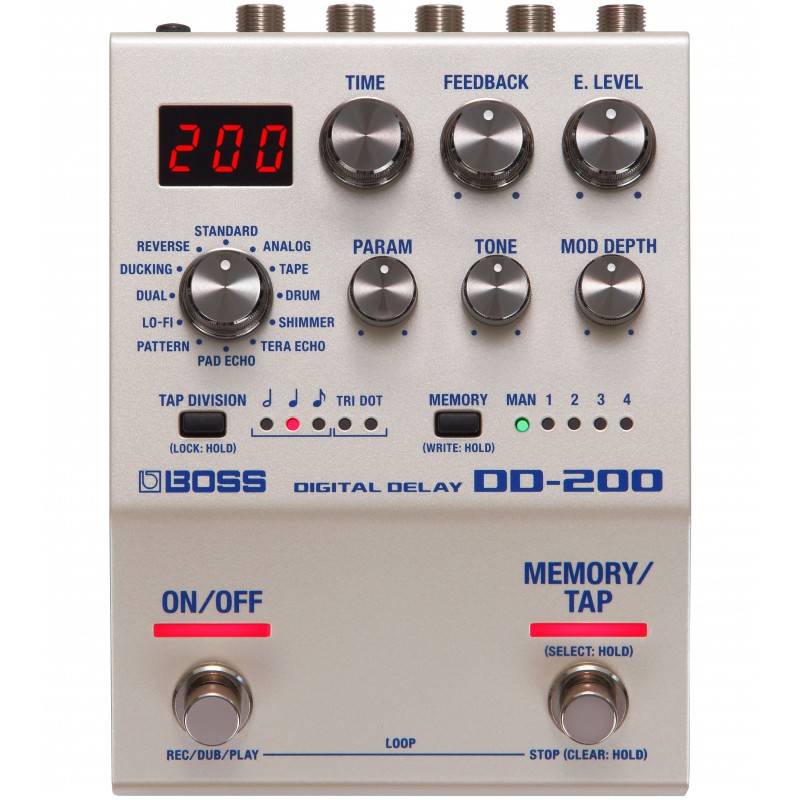 TIME FEEDBACK E. LEVEL
200
STANDARD
REVERSE ANALOG
PARAM TONE MOD DEPTH
DUCKING TAPE
DUAL DRUM
LO-FI SHIMMER
PATTERN TERA ECHO
PAD ECHO
TAP DIVISION TRI DOT MEMORY MAN 1 2 3 4
(LOCK: HOLD) (WRITE: HOLD)
BOSS DIGITAL DELAY DD-200
MEMORY/
ON/OFF TAP
(SELECT: HOLD)
LOOP
REC/DUB/PLAY STOP (CLEAR: HOLD)